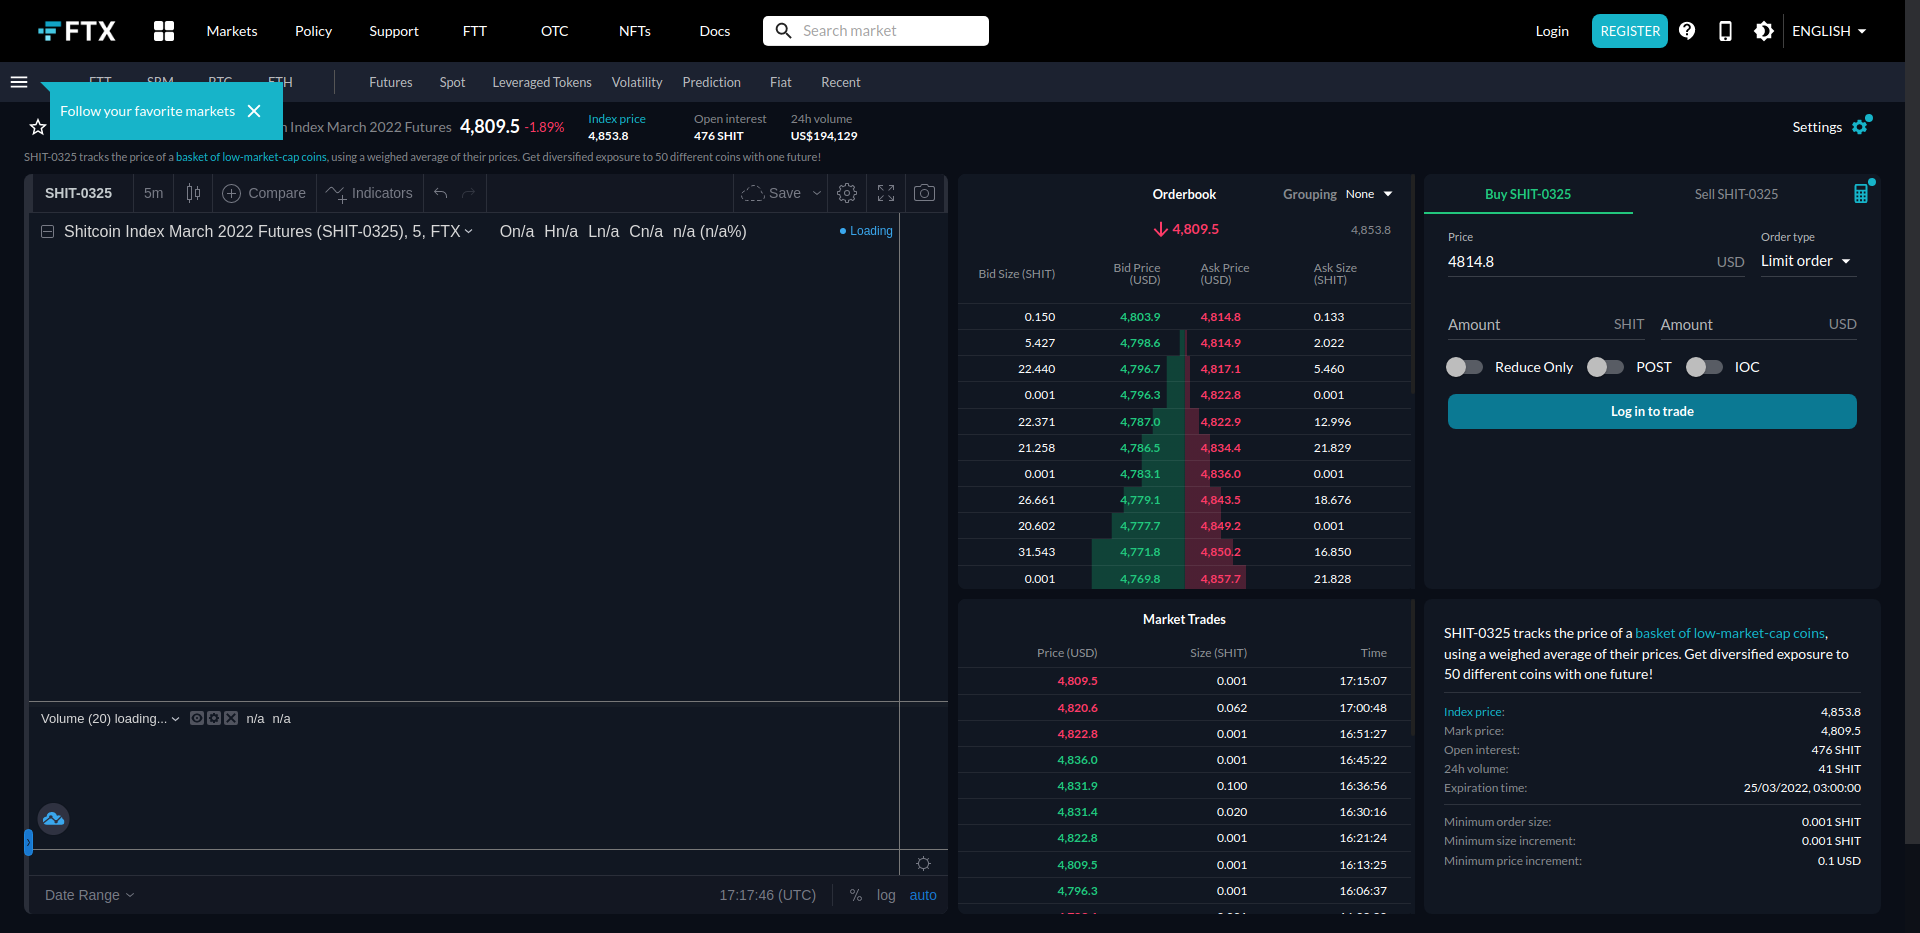 FTX Markets Policy Support FTT OTC NFTs Docs Search market Login REGISTER ENGLISH
Futures Spot Leveraged Tokens Volatility Prediction Fiat Recent
Follow your favorite markets
Index March 2022 Futures 4,809.5 -1.89%
Index price
4,853.8
Open interest
476 SHIT
24h volume
US$194,129
Settings
SHIT-0325 tracks the price of a basket of low-market-cap coins, using a weighed average of their prices. Get diversified exposure to 50 different coins with one future!
SHIT-0325 5m Compare Indicators Save
Shitcoin Index March 2022 Futures (SHIT-0325), 5, FTX On/a Hn/a Ln/a Cn/a n/a (n/a%) Loading
Volume (20) loading... n/a n/a
Date Range 17:17:46 (UTC) % log auto
Orderbook Grouping None
4,809.5 4,853.8
Bid Size (SHIT) Bid Price (USD) Ask Price (USD) Ask Size (SHIT)
0.150 4,803.9 4,814.8 0.133
5.427 4,798.6 4,814.9 2.022
22.440 4,796.7 4,817.1 5.460
0.001 4,796.3 4,822.8 0.001
22.371 4,787.0 4,822.9 12.996
21.258 4,786.5 4,834.4 21.829
0.001 4,783.1 4,836.0 0.001
26.661 4,779.1 4,843.5 18.676
20.602 4,777.7 4,849.2 0.001
31.543 4,771.8 4,850.2 16.850
0.001 4,769.8 4,857.7 21.828
Market Trades
Price (USD) Size (SHIT) Time
4,809.5 0.001 17:15:07
4,820.6 0.062 17:00:48
4,822.8 0.001 16:51:27
4,836.0 0.001 16:45:22
4,831.9 0.100 16:36:56
4,831.4 0.020 16:30:16
4,822.8 0.001 16:21:24
4,809.5 0.001 16:13:25
4,796.3 0.001 16:06:37
Buy SHIT-0325 Sell SHIT-0325
Price Order type
4814.8 USD Limit order
Amount SHIT Amount USD
Reduce Only POST IOC
Log in to trade
SHIT-0325 tracks the price of a basket of low-market-cap coins,
using a weighed average of their prices. Get diversified exposure to
50 different coins with one future!
Index price: 4,853.8
Mark price: 4,809.5
Open interest: 476 SHIT
24h volume: 41 SHIT
Expiration time: 25/03/2022, 03:00:00
Minimum order size: 0.001 SHIT
Minimum size increment: 0.001 SHIT
Minimum price increment: 0.1 USD